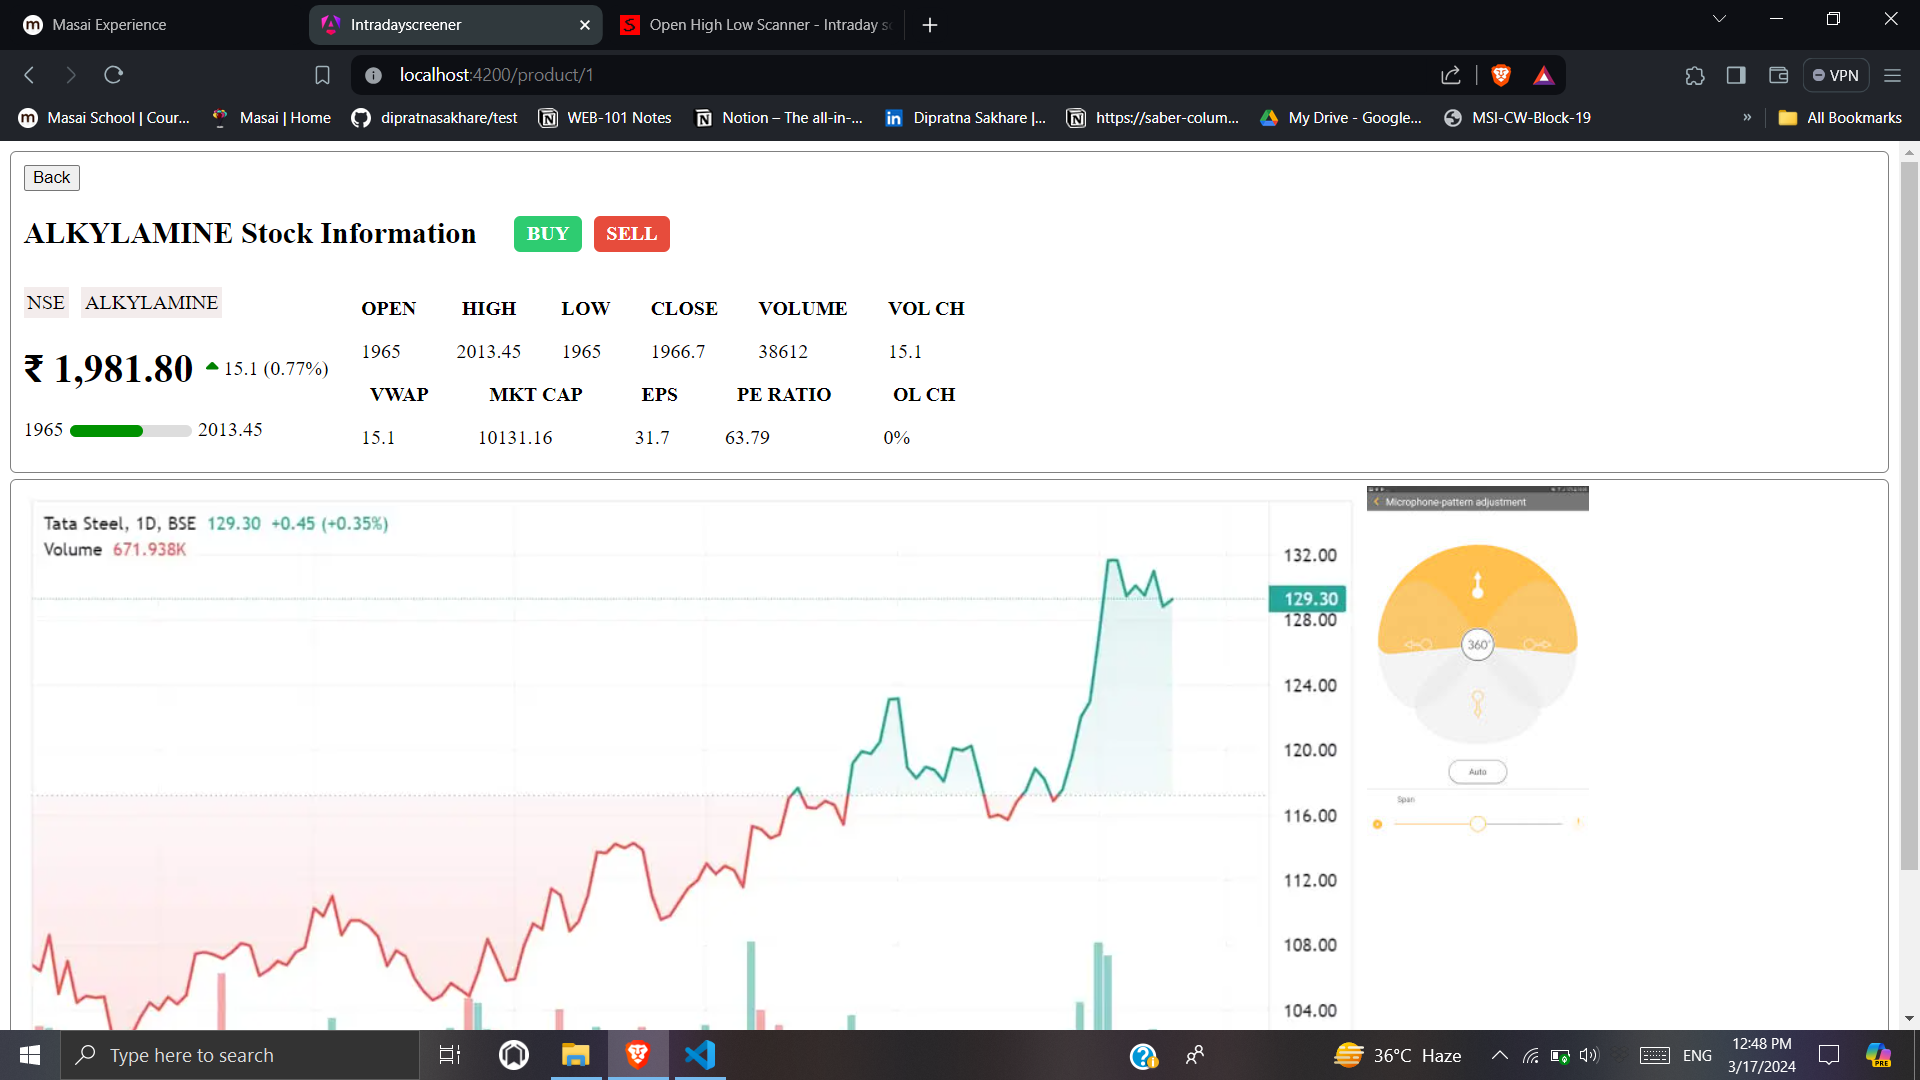 Masai Experience
Intradayscreener
Open High Low Scanner - Intraday sc
localhost:4200/product/1
VPN
Masai School | Cour...
Masai | Home
dipratnasakhare/test
WEB-101 Notes
Notion – The all-in-...
Dipratna Sakhare |...
https://saber-colum...
My Drive - Google...
MSI-CW-Block-19
»
All Bookmarks
Back
ALKYLAMINE Stock Information
BUY
SELL
NSE ALKYLAMINE
₹ 1,981.80 15.1 (0.77%)
1965 2013.45
OPEN HIGH LOW CLOSE VOLUME VOL CH
1965 2013.45 1965 1966.7 38612 15.1
VWAP MKT CAP EPS PE RATIO OL CH
15.1 10131.16 31.7 63.79 0%
Tata Steel, 1D, BSE 129.30 +0.45 (+0.35%)
Volume 671.938K
132.00
129.30
128.00
124.00
120.00
116.00
112.00
108.00
104.00
Microphone-pattern adjustment
360°
Auto
Span
Type here to search
36°C Haze
ENG
12:48 PM
3/17/2024
PRE